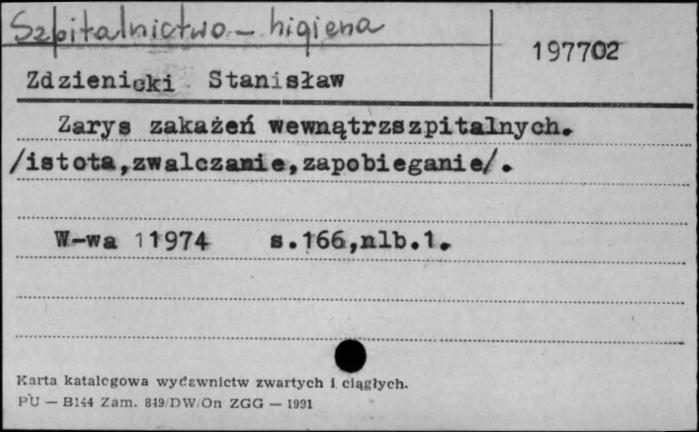 Szpitalnictwo - higiena
197702
Zdzienicki Stanisław
Zarys zakażeń wewnątrzszpitalnych.
/istota,zwalczanie,zapobieganie/.
W-wa 11974 s.166,nlb.1.
Karta katalogowa wydawnictw zwartych i ciągłych.
PU — B144 Zam. 849/DW/On ZGG — 1991